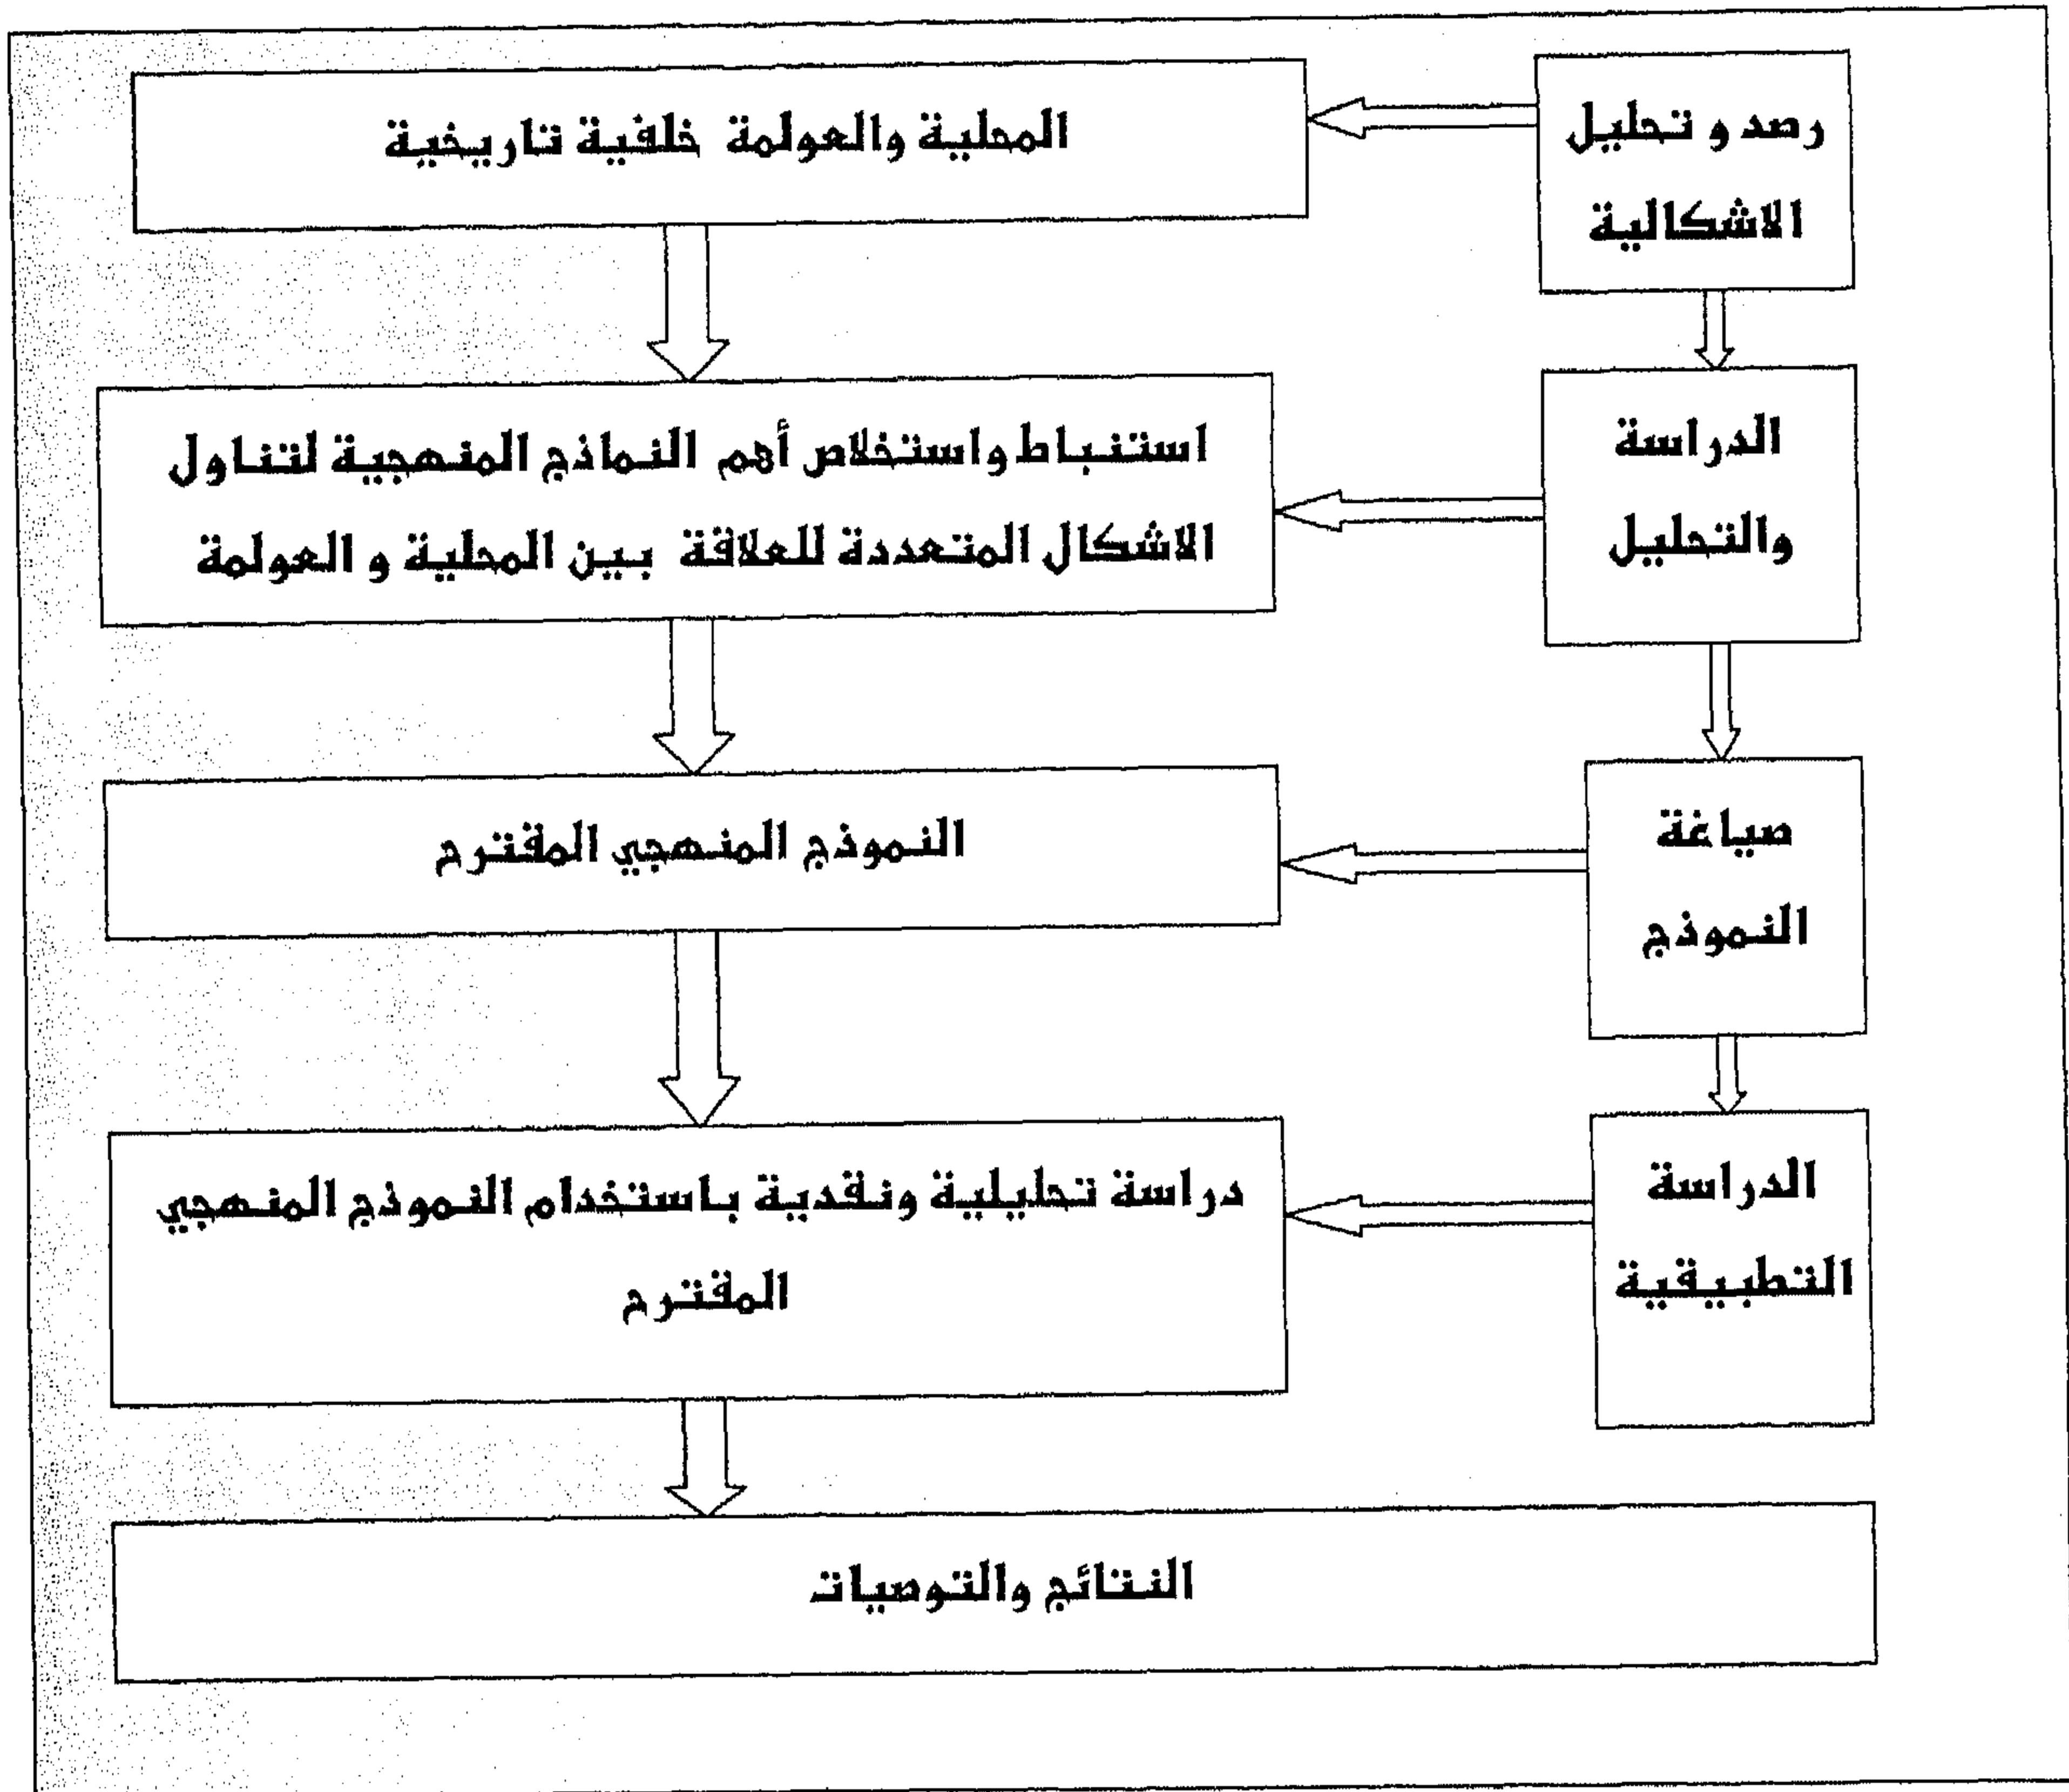 رصد و تحليل
الاشكالية
المحلية والعولمة خلفية تاريخية
الدراسة
والتحليل
استنباط واستخلاص أهم النماذج المنهجية لتناول
الاشكال المتعددة للعلاقة بين المحلية و العولمة
صياغة
النموذج
النموذج المنهجي المقترح
الدراسة
التطبيقية
دراسة تحليلية ونقدية باستخدام النموذج المنهجي
المقترح
النتائج والتوصيات